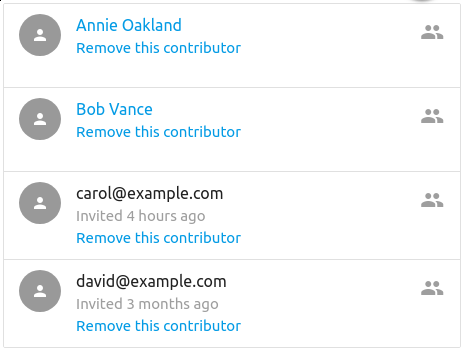 Annie Oakland
Remove this contributor
Bob Vance
Remove this contributor
carol@example.com
Invited 4 hours ago
Remove this contributor
david@example.com
Invited 3 months ago
Remove this contributor